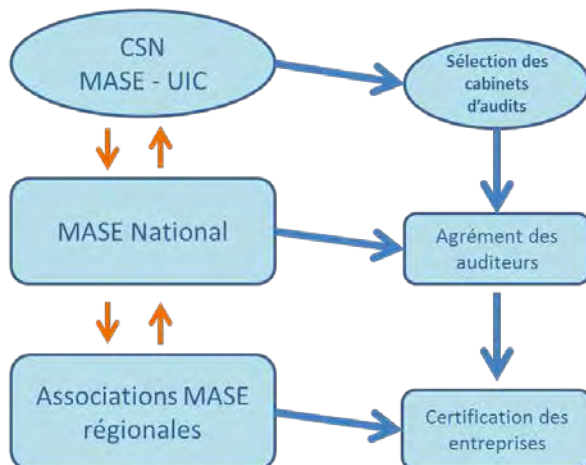 CSN
MASE - UIC
Sélection des
cabinets
d'audits
MASE National
Agrément des
auditeurs
Associations MASE
régionales
Certification des
entreprises